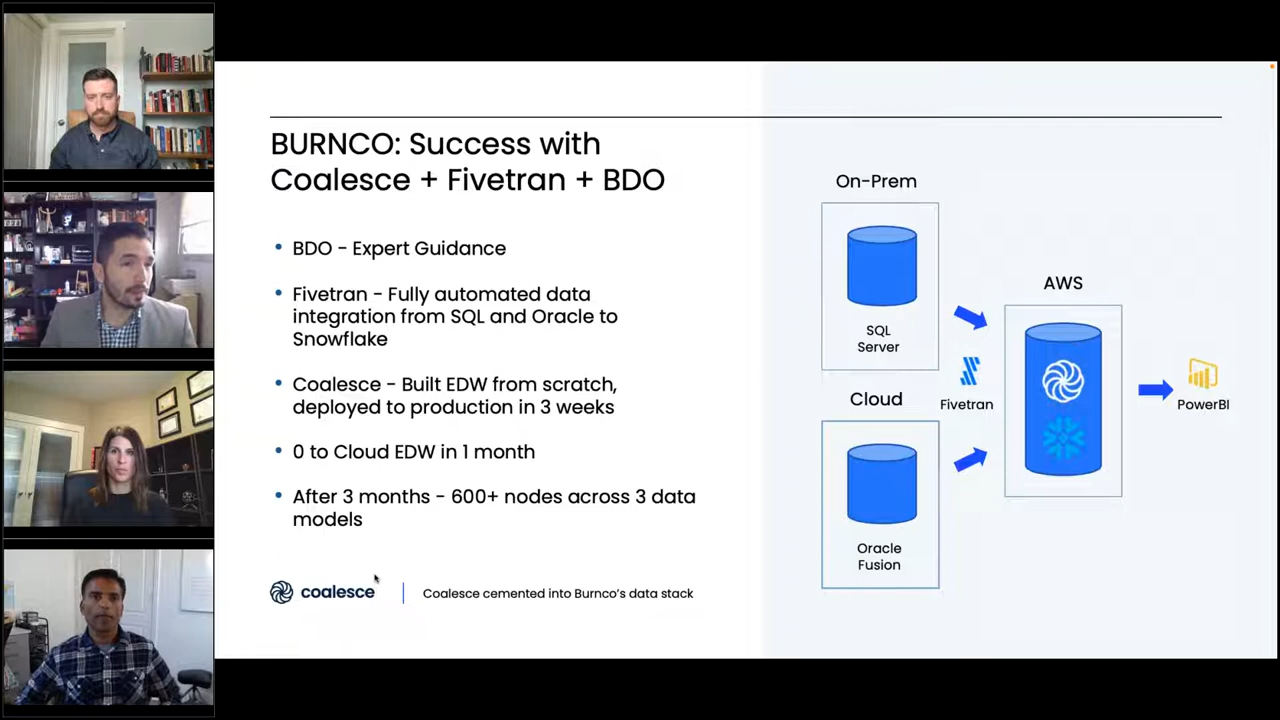 BURNCO: Success with
Coalesce + Fivetran + BDO
• BDO - Expert Guidance
• Fivetran - Fully automated data
integration from SQL and Oracle to
Snowflake
• Coalesce - Built EDW from scratch,
deployed to production in 3 weeks
• 0 to Cloud EDW in 1 month
• After 3 months - 600+ nodes across 3 data
models
coalesce
Coalesce cemented into Burnco's data stack
On-Prem
SQL
Server
Cloud
Oracle
Fusion
Fivetran
AWS
PowerBI